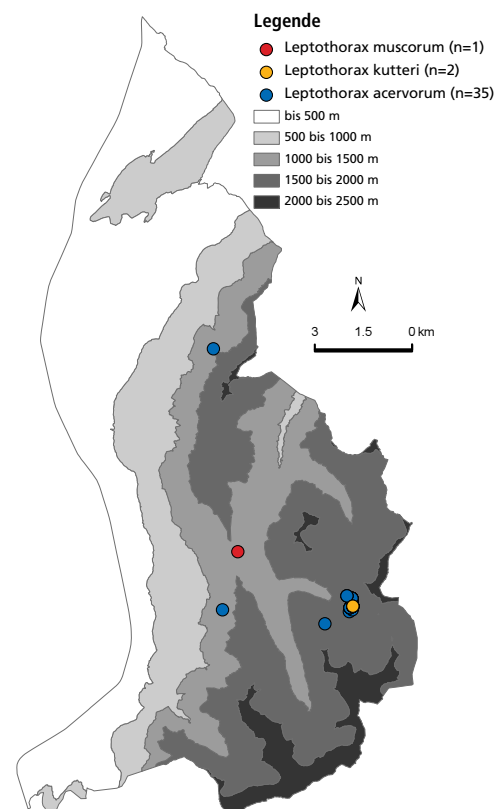 Legende
Leptothorax muscorum (n=1)
Leptothorax kutteri (n=2)
Leptothorax acervorum (n=35)
bis 500 m
500 bis 1000 m
1000 bis 1500 m
1500 bis 2000 m
2000 bis 2500 m
N
3 1.5 0 km